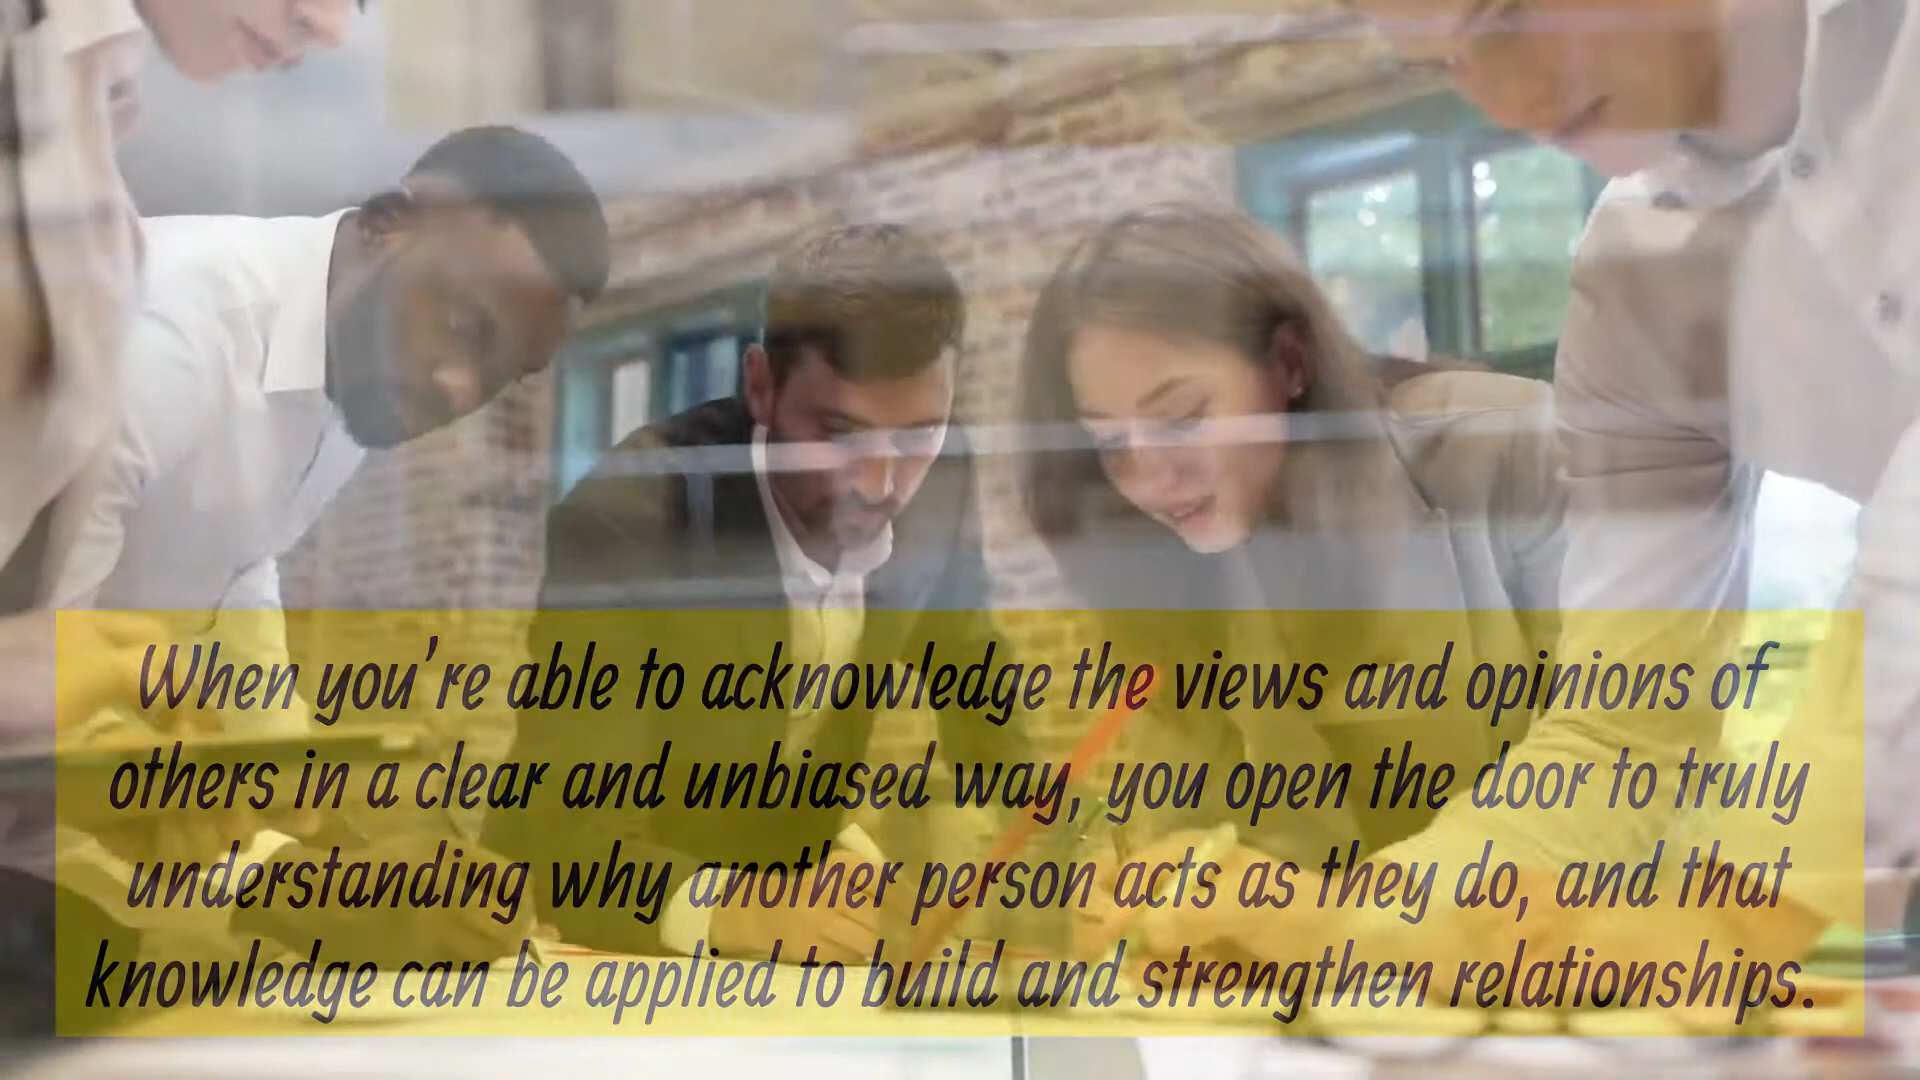 When you're able to acknowledge the views and opinions of
others in a clear and unbiased way, you open the door to truly
understanding why another person acts as they do, and that
knowledge can be applied to build and strengthen relationships.